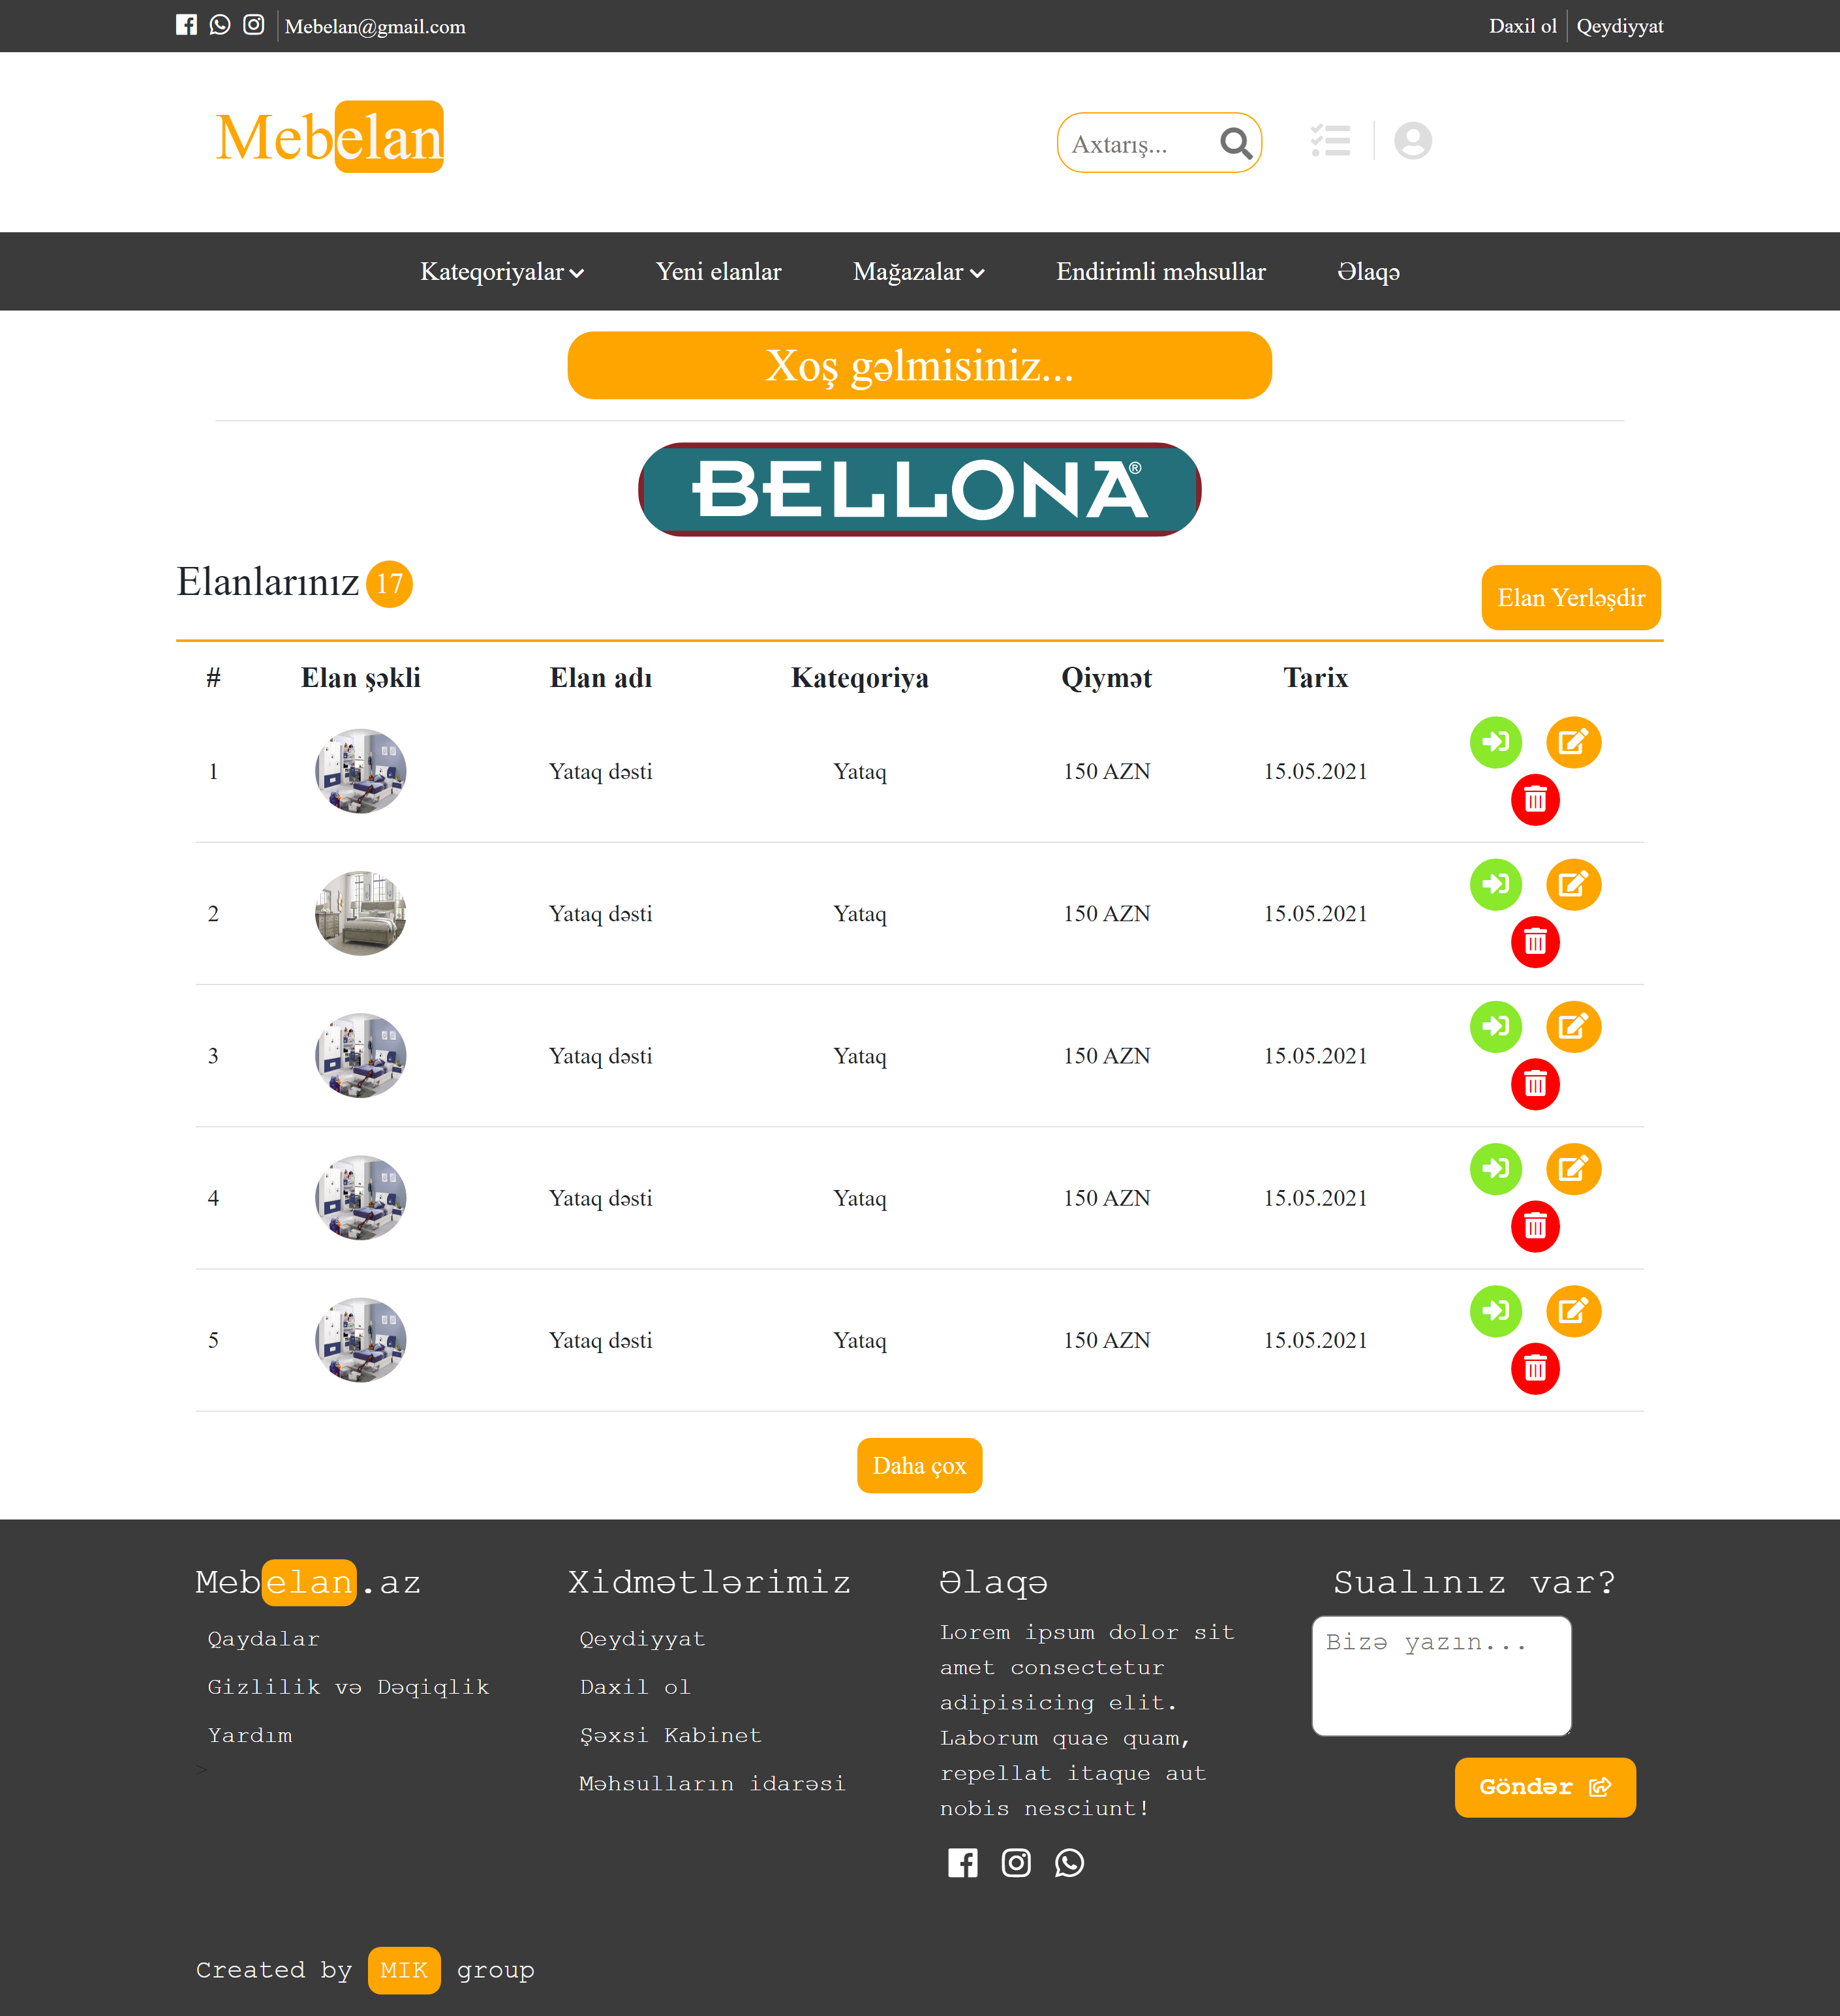 Mebelan@gmail.com
Daxil ol
Qeydiyyat
Mebelan
Axtarış...
Kateqoriyalar
Yeni elanlar
Mağazalar
Endirimli məhsullar
Əlaqə
Xoş gəlmisiniz...
BELLONA®
Elanlarınız 17
Elan Yerləşdir
# Elan şəkli Elan adı Kateqoriya Qiymət Tarix
1 Yataq dəsti Yataq 150 AZN 15.05.2021
2 Yataq dəsti Yataq 150 AZN 15.05.2021
3 Yataq dəsti Yataq 150 AZN 15.05.2021
4 Yataq dəsti Yataq 150 AZN 15.05.2021
5 Yataq dəsti Yataq 150 AZN 15.05.2021
Daha çox
Mebelan.az
Qaydalar
Gizlilik və Dəqiqlik
Yardım
>
Xidmətlərimiz
Qeydiyyat
Daxil ol
Şəxsi Kabinet
Məhsulların idarəsi
Əlaqə
Lorem ipsum dolor sit
amet consectetur
adipisicing elit.
Laborum quae quam,
repellat itaque aut
nobis nesciunt!
Sualınız var?
Bizə yazın...
Göndər
Created by MIK group